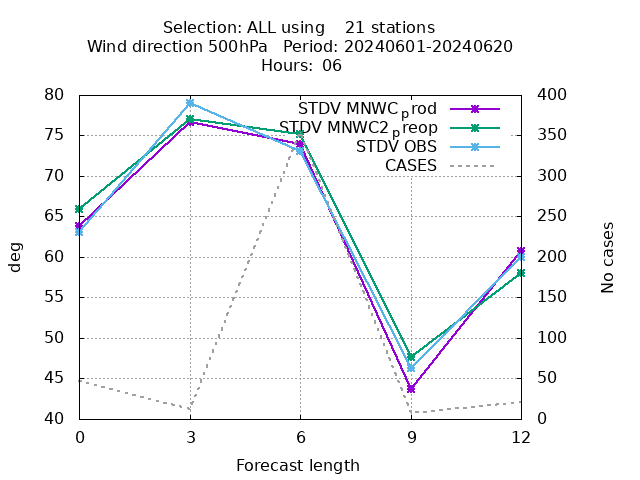 Selection: ALL using    21 stations
Wind direction 500hPa   Period: 20240601-20240620
Hours: 06
STDV MNWCprod
STDV MNWC2preop
STDV OBS
CASES
80
75
70
65
60
55
50
45
40
400
350
300
250
200
150
100
50
0
deg
No cases
0 3 6 9 12
Forecast length